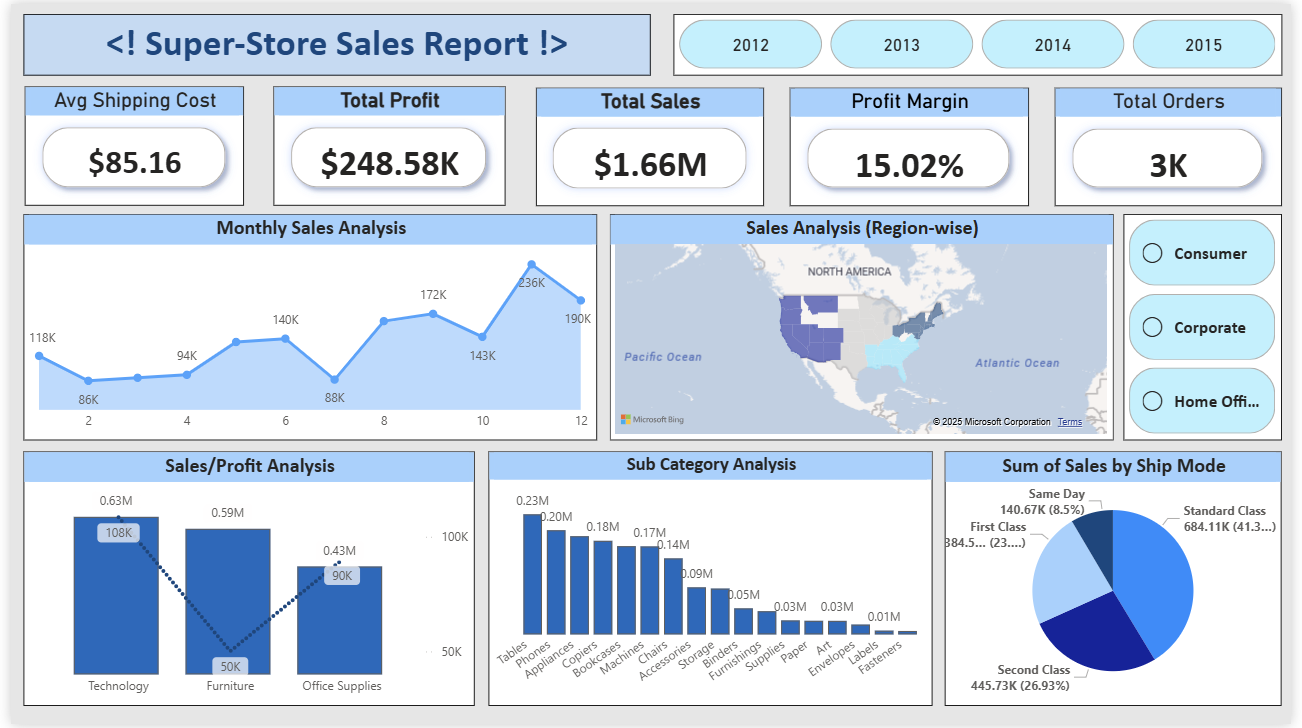 <! Super-Store Sales Report !>
2012
2013
2014
2015
Avg Shipping Cost
$85.16
Total Profit
$248.58K
Total Sales
$1.66M
Profit Margin
15.02%
Total Orders
3K
Monthly Sales Analysis
118K
86K
94K
140K
88K
172K
143K
236K
190K
2
4
6
8
10
12
Sales Analysis (Region-wise)
NORTH AMERICA
Pacific Ocean
Atlantic Ocean
Microsoft Bing
© 2025 Microsoft Corporation Terms
Consumer
Corporate
Home Offi...
Sales/Profit Analysis
0.63M
0.59M
0.43M
108K
50K
90K
100K
50K
Technology
Furniture
Office Supplies
Sub Category Analysis
0.23M
0.20M
0.18M
0.17M
0.14M
0.09M
0.05M
0.03M
0.03M
0.01M
Tables
Phones
Appliances
Copiers
Bookcases
Machines
Chairs
Accessories
Storage
Binders
Furnishings
Supplies
Paper
Art
Envelopes
Labels
Fasteners
Sum of Sales by Ship Mode
Same Day
140.67K (8.5%)
First Class
384.5... (23....)
Standard Class
684.11K (41.3...)
Second Class
445.73K (26.93%)